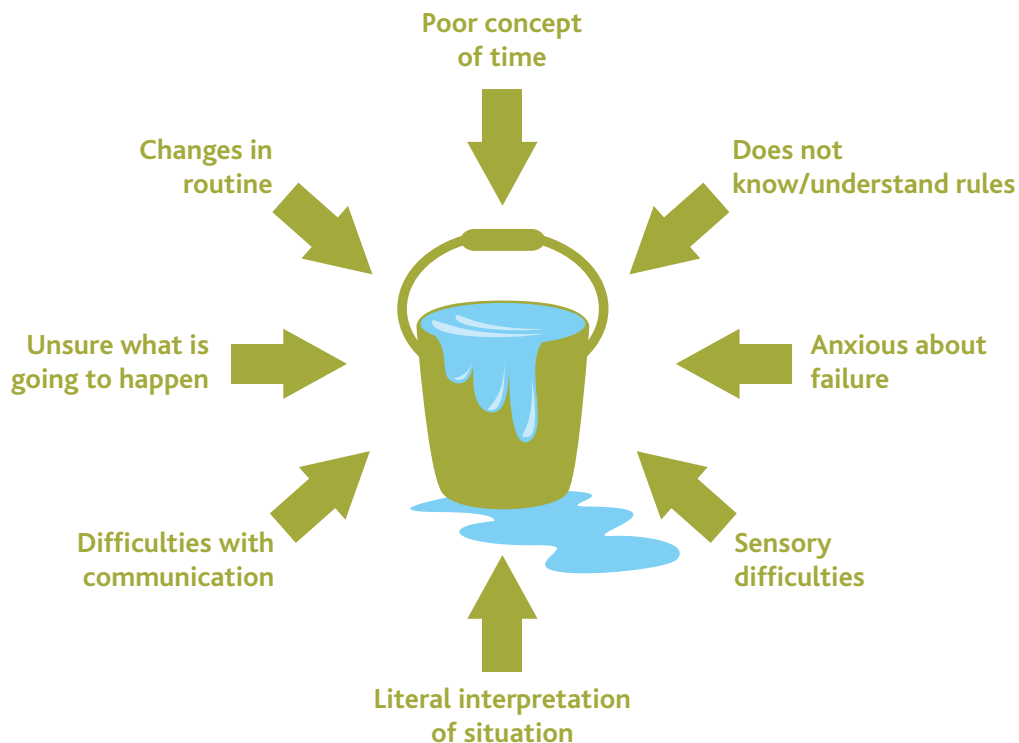 Poor concept
of time
Changes in
routine
Does not
know/understand rules
Unsure what is
going to happen
Anxious about
failure
Difficulties with
communication
Sensory
difficulties
Literal interpretation
of situation